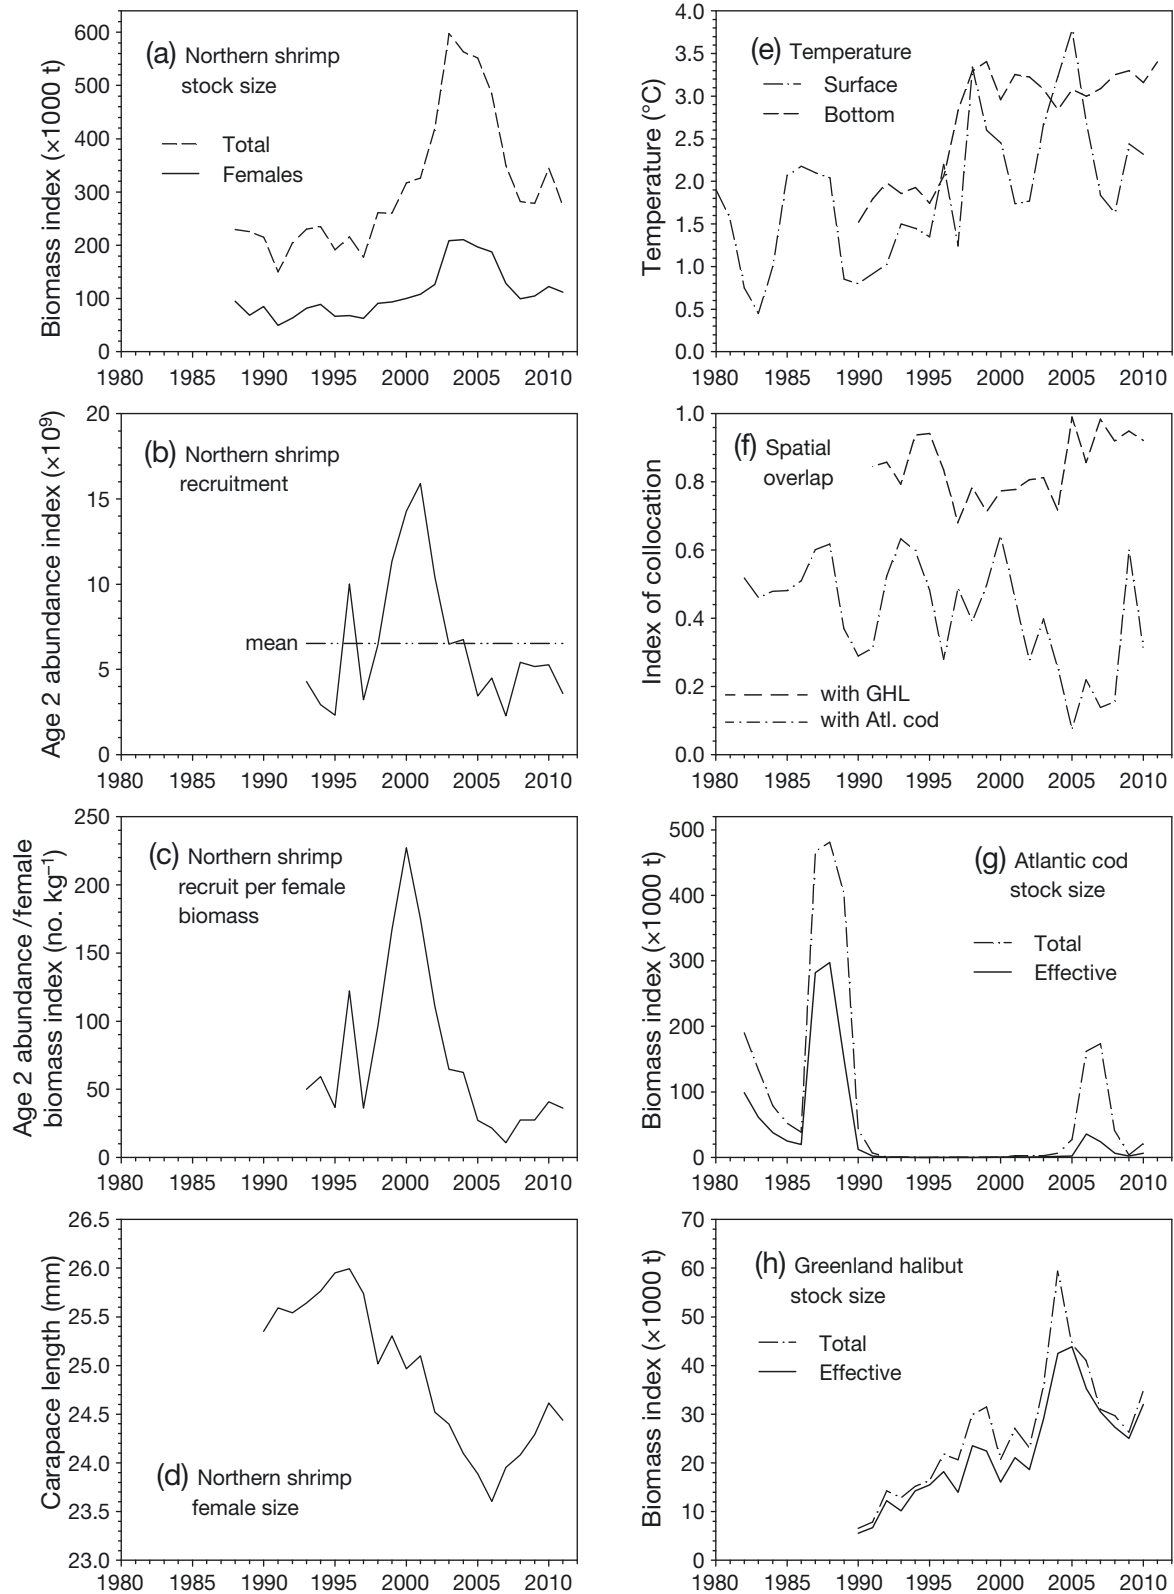 (a) Northern shrimp
stock size
Total
Females
Biomass index (×1000 t)
600
500
400
300
200
100
0
1980 1985 1990 1995 2000 2005 2010
(b) Northern shrimp
recruitment
mean
Age 2 abundance index (×10⁹)
20
15
10
5
0
1980 1985 1990 1995 2000 2005 2010
(c) Northern shrimp
recruit per female
biomass
Age 2 abundance /female
biomass index (no. kg⁻¹)
250
200
150
100
50
0
1980 1985 1990 1995 2000 2005 2010
(d) Northern shrimp
female size
Carapace length (mm)
26.5
26.0
25.5
25.0
24.5
24.0
23.5
23.0
1980 1985 1990 1995 2000 2005 2010
(e) Temperature
Surface
Bottom
Temperature (°C)
4.0
3.5
3.0
2.5
2.0
1.5
1.0
0.5
0.0
1980 1985 1990 1995 2000 2005 2010
(f) Spatial
overlap
with GHL
with Atl. cod
Index of collocation
1.0
0.8
0.6
0.4
0.2
0.0
1980 1985 1990 1995 2000 2005 2010
(g) Atlantic cod
stock size
Total
Effective
Biomass index (×1000 t)
500
400
300
200
100
0
1980 1985 1990 1995 2000 2005 2010
(h) Greenland halibut
stock size
Total
Effective
Biomass index (×1000 t)
70
60
50
40
30
20
10
0
1980 1985 1990 1995 2000 2005 2010